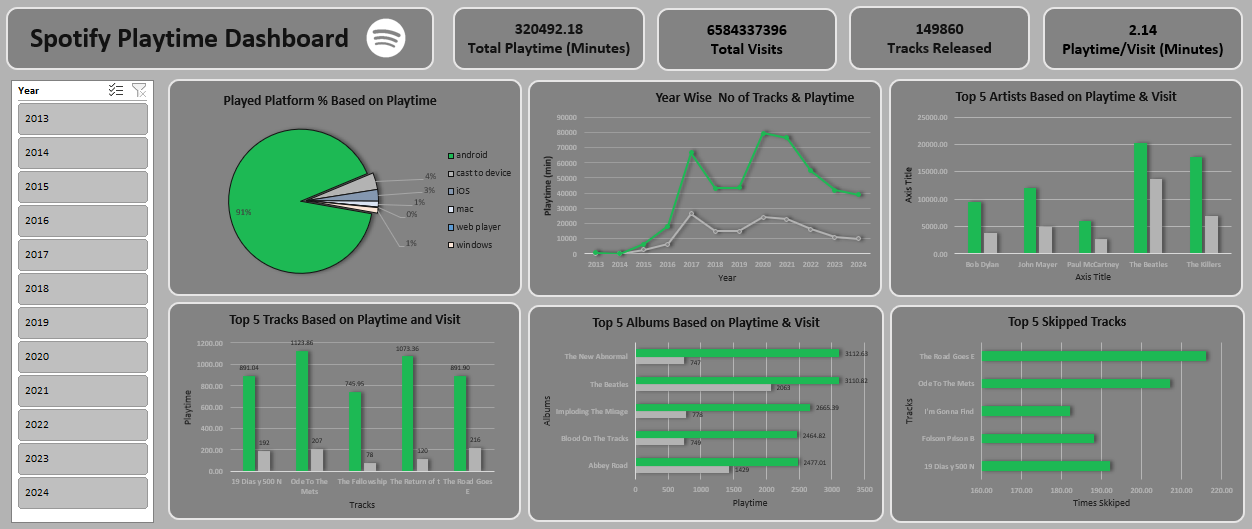 Spotify Playtime Dashboard
320492.18
Total Playtime (Minutes)
6584337396
Total Visits
149860
Tracks Released
2.14
Playtime/Visit (Minutes)
Year
2013
2014
2015
2016
2017
2018
2019
2020
2021
2022
2023
2024
Played Platform % Based on Playtime
91%
4%
3%
1%
0%
1%
android
cast to device
iOS
mac
web player
windows
Year Wise No of Tracks & Playtime
Playtime (min)
90000
80000
70000
60000
50000
40000
30000
20000
10000
0
2013 2014 2015 2016 2017 2018 2019 2020 2021 2022 2023 2024
Year
Top 5 Artists Based on Playtime & Visit
Axis Title
25000.00
20000.00
15000.00
10000.00
5000.00
0.00
Bob Dylan John Mayer Paul McCartney The Beatles The Killers
Axis Title
Top 5 Tracks Based on Playtime and Visit
Playtime
1200.00
1000.00
800.00
600.00
400.00
200.00
0.00
891.04
192
1123.86
207
745.95
78
1073.36
120
891.90
216
19 Dias y 500 N
Ode To The Mets
The Fellowship
The Return of t
The Road Goes E
Tracks
Top 5 Albums Based on Playtime & Visit
Albums
The New Abnormal
3112.63
747
The Beatles
3110.62
2063
Imploding The Mirage
2665.39
778
Blood On The Tracks
2464.82
749
Abbey Road
2477.01
1429
0 500 1000 1500 2000 2500 3000 3500
Playtime
Top 5 Skipped Tracks
Tracks
The Road Goes E
Ode To The Mets
I'm Gonna Find
Folsom Prison B
19 Dias y 500 N
160.00 170.00 180.00 190.00 200.00 210.00 220.00
Times Skkiped